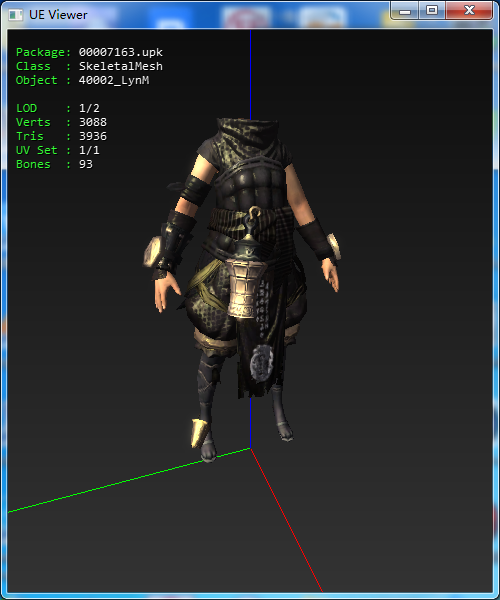 UE Viewer
Package: 00007163.upk
Class : SkeletalMesh
Object : 40002_LynM
LOD : 1/2
Verts : 3088
Tris : 3936
UV Set : 1/1
Bones : 93